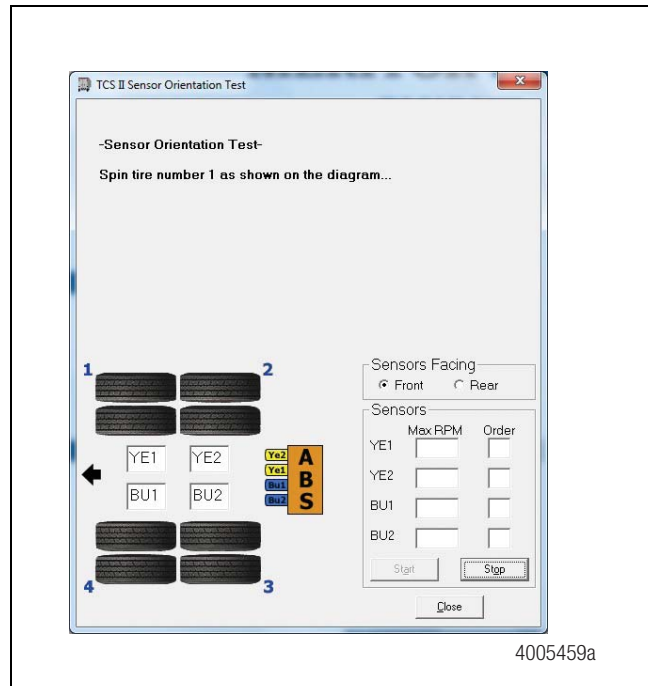 TCS II Sensor Orientation Test
-Sensor Orientation Test-
Spin tire number 1 as shown on the diagram...
1
2
YE1
YE2
BU1
BU2
Ye2
Ye1
Bu1
Bu2
A
B
S
4
3
Sensors Facing
Front Rear
Sensors
Max RPM Order
YE1
YE2
BU1
BU2
Start Stop
Close
4005459a